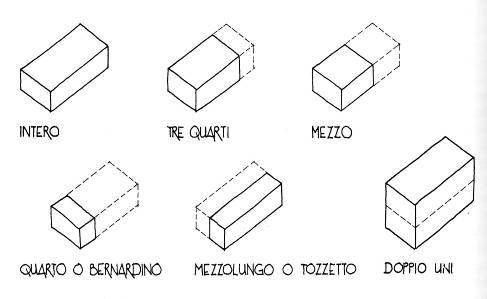 INTERO
TRE QUARTI
MEZZO
QUARTO O BERNARDINO
MEZZOLUNGO O TOZZETTO
DOPPIO UNI